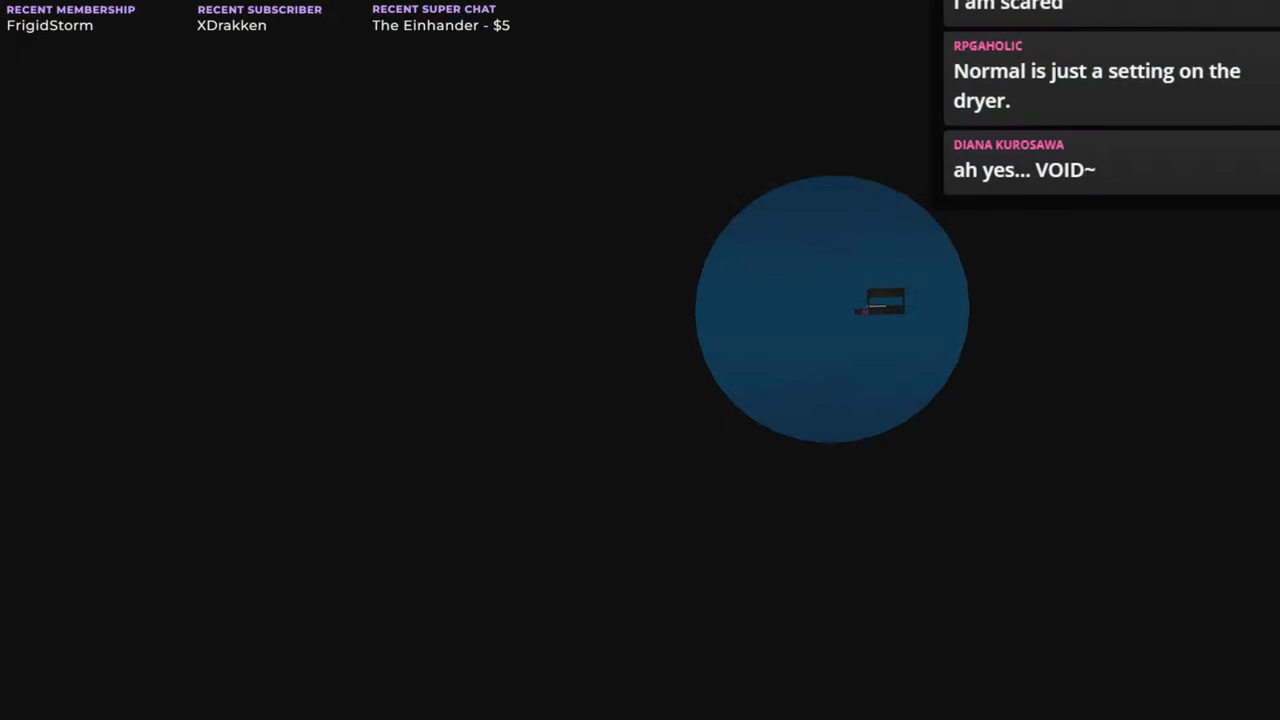 RECENT MEMBERSHIP
FrigidStorm
RECENT SUBSCRIBER
XDrakken
RECENT SUPER CHAT
The Einhander - $5
I am scared
RPGAHOLIC
Normal is just a setting on the
dryer.
DIANA KUROSAWA
ah yes... VOID~